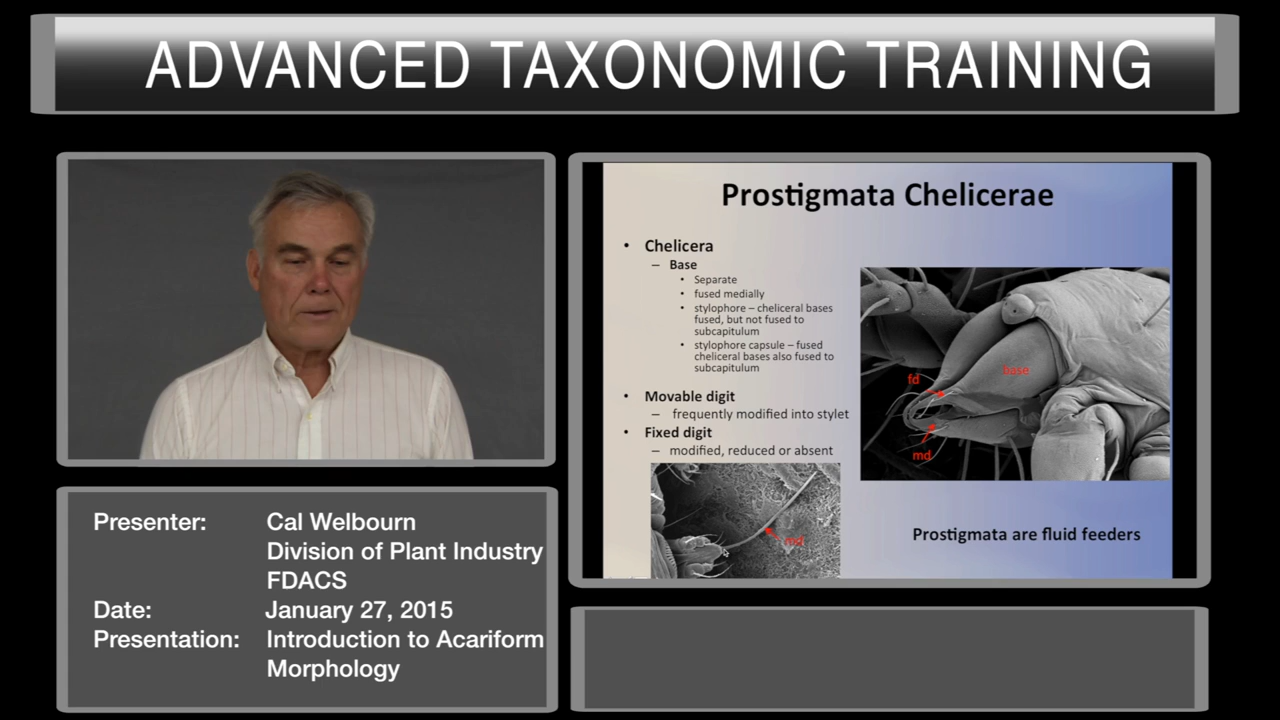 ADVANCED TAXONOMIC TRAINING
Prostigmata Chelicerae
• Chelicera
– Base
• Separate
• fused medially
• stylophore – cheliceral bases
fused, but not fused to
subcapitulum
• stylophore capsule – fused
cheliceral bases also fused to
subcapitulum
• Movable digit
– frequently modified into stylet
• Fixed digit
– modified, reduced or absent
base
fd
md
md
Prostigmata are fluid feeders
Presenter: Cal Welbourn
Division of Plant Industry
FDACS
Date: January 27, 2015
Presentation: Introduction to Acariform
Morphology